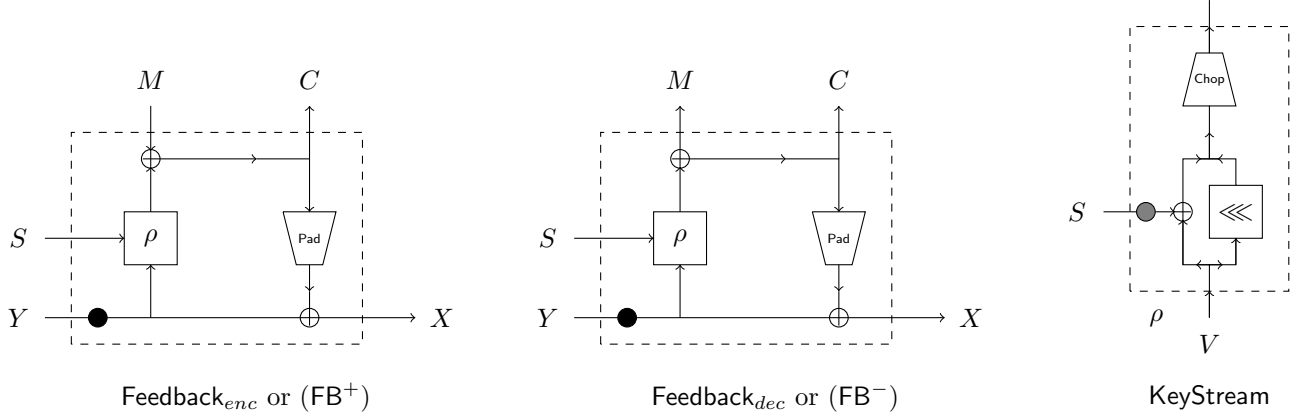 M C M C
Chop
S ρ Pad S ρ Pad S ⋘
Y X Y X ρ
V
Feedback_enc or (FB⁺) Feedback_dec or (FB⁻) KeyStream